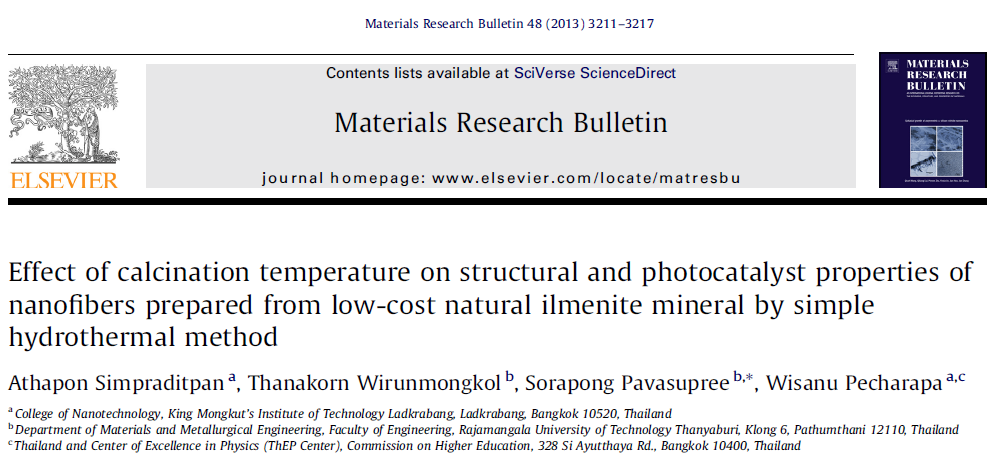 Materials Research Bulletin 48 (2013) 3211–3217
Contents lists available at SciVerse ScienceDirect
Materials Research Bulletin
journal homepage: www.elsevier.com/locate/matresbu
ELSEVIER
MATERIALS
RESEARCH
BULLETIN
Effect of calcination temperature on structural and photocatalyst properties of
nanofibers prepared from low-cost natural ilmenite mineral by simple
hydrothermal method
Athapon Simpraditpan a, Thanakorn Wirunmongkol b, Sorapong Pavasupree b,*, Wisanu Pecharapa a,c
a College of Nanotechnology, King Mongkut's Institute of Technology Ladkrabang, Ladkrabang, Bangkok 10520, Thailand
b Department of Materials and Metallurgical Engineering, Faculty of Engineering, Rajamangala University of Technology Thanyaburi, Klong 6, Pathumthani 12110, Thailand
c Thailand and Center of Excellence in Physics (ThEP Center), Commission on Higher Education, 328 Si Ayutthaya Rd., Bangkok 10400, Thailand